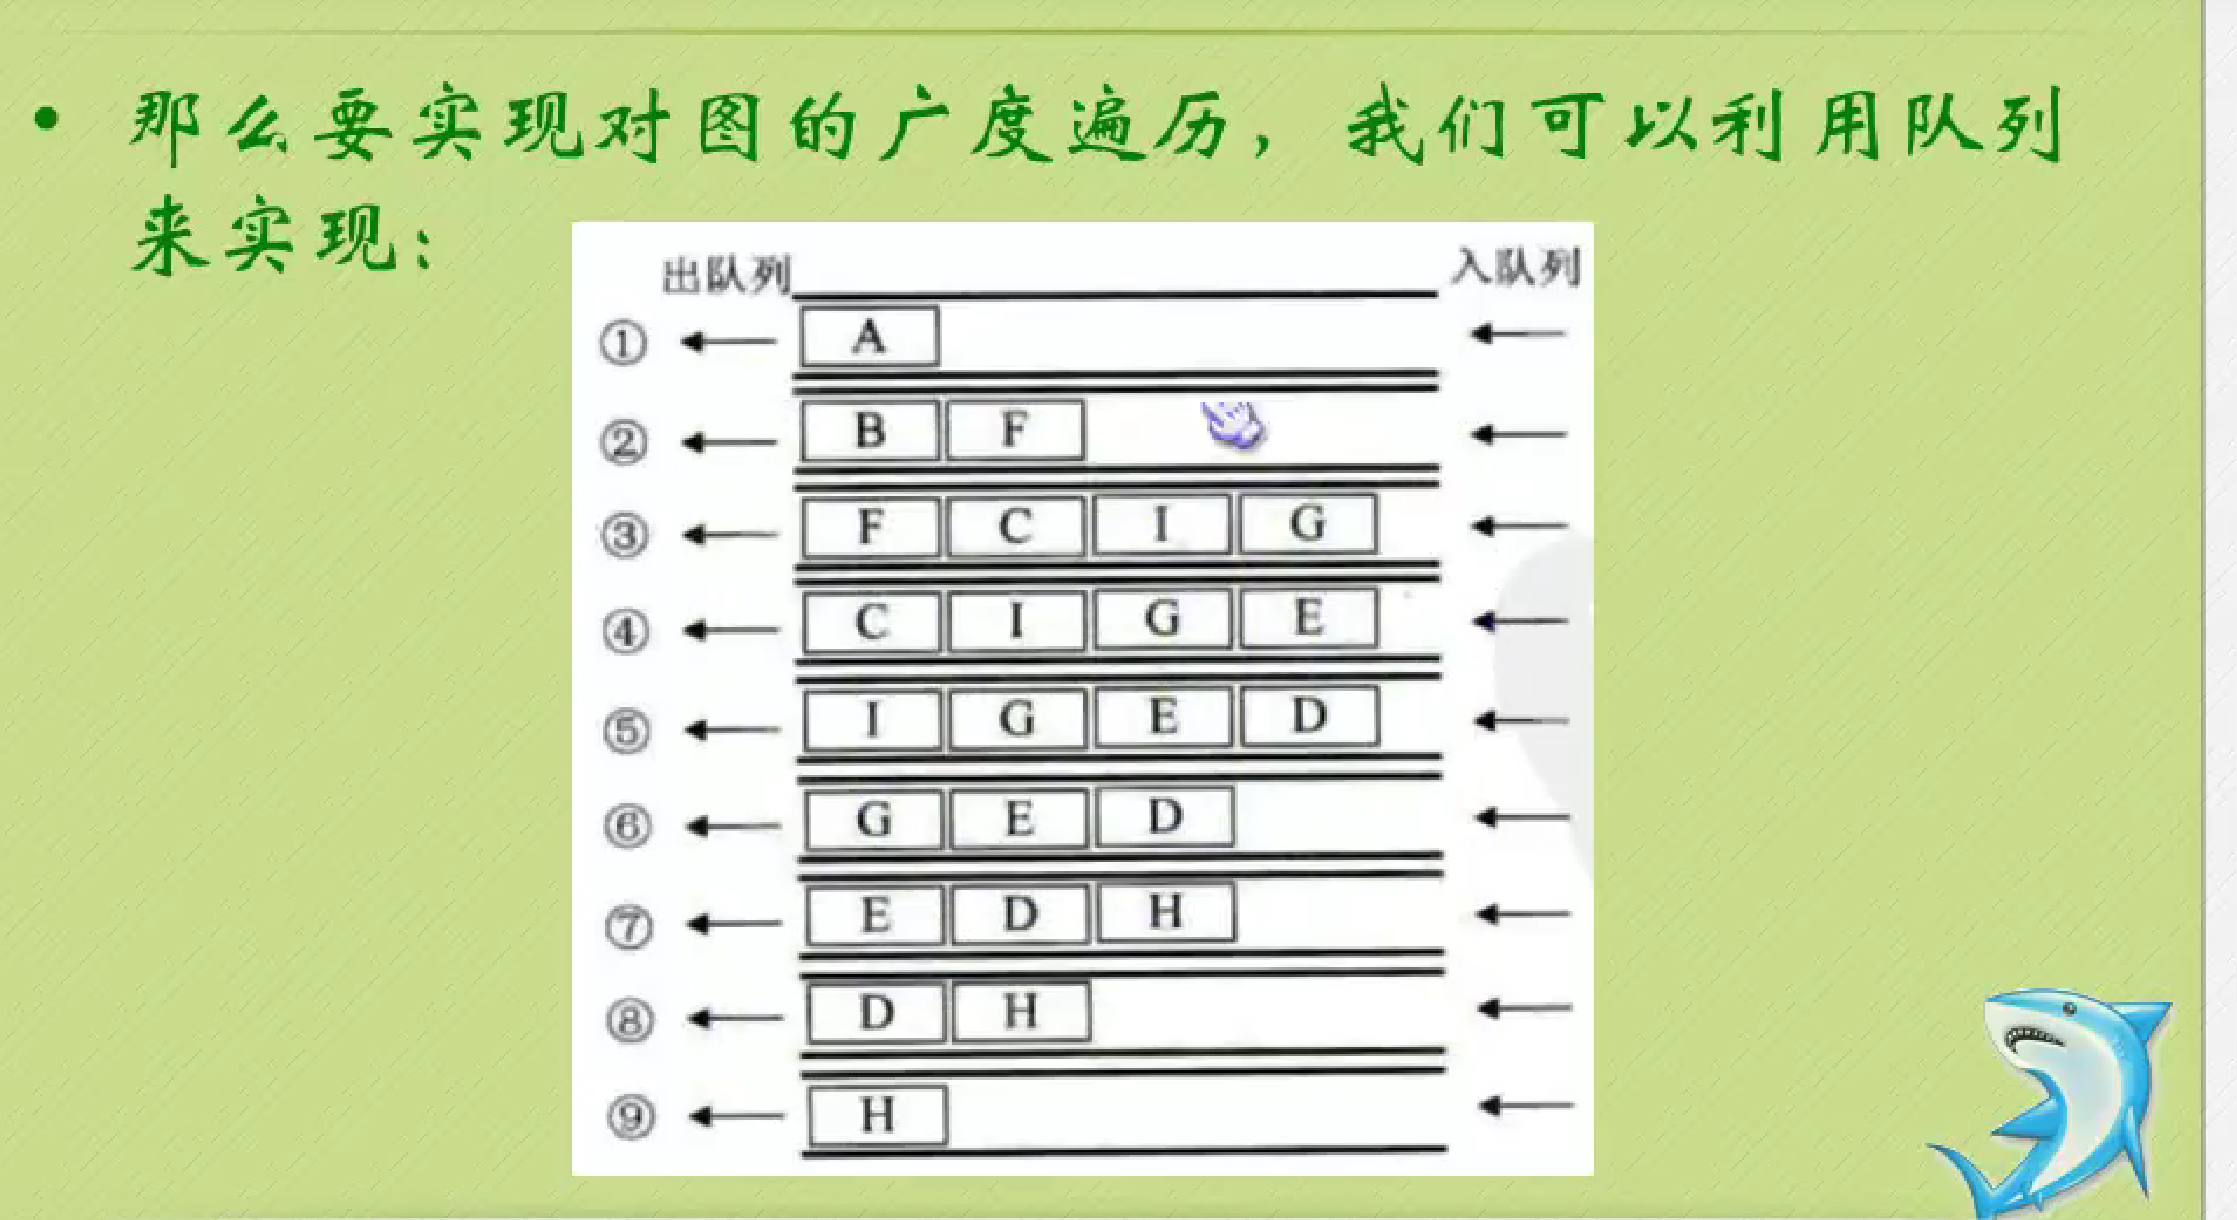 • 那么要实现对图的广度遍历，我们可以利用队列
来实现：
出队列 入队列
① A
② B F
③ F C I G
④ C I G E
⑤ I G E D
⑥ G E D
⑦ E D H
⑧ D H
⑨ H